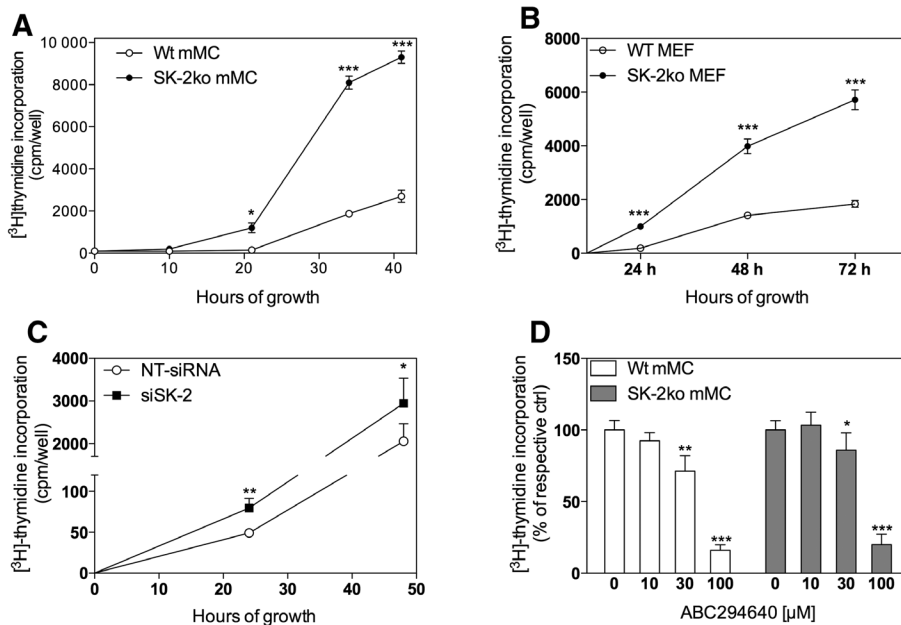 A
[³H]thymidine incorporation
(cpm/well)
10 000
8000
6000
4000
2000
0
Wt mMC
SK-2ko mMC
*
***
***
0
10
20
30
40
Hours of growth
B
[³H]-thymidine incorporation
(cpm/well)
8000
6000
4000
2000
0
WT MEF
SK-2ko MEF
***
***
***
24 h
48 h
72 h
Hours of growth
C
[³H]-thymidine incorporation
(cpm/well)
4000
3000
2000
100
50
0
NT-siRNA
siSK-2
**
*
0
10
20
30
40
50
Hours of growth
D
[³H]-thymidine incorporation
(% of respective ctrl)
150
100
50
0
Wt mMC
SK-2ko mMC
**
***
*
***
0
10
30
100
0
10
30
100
ABC294640 [µM]